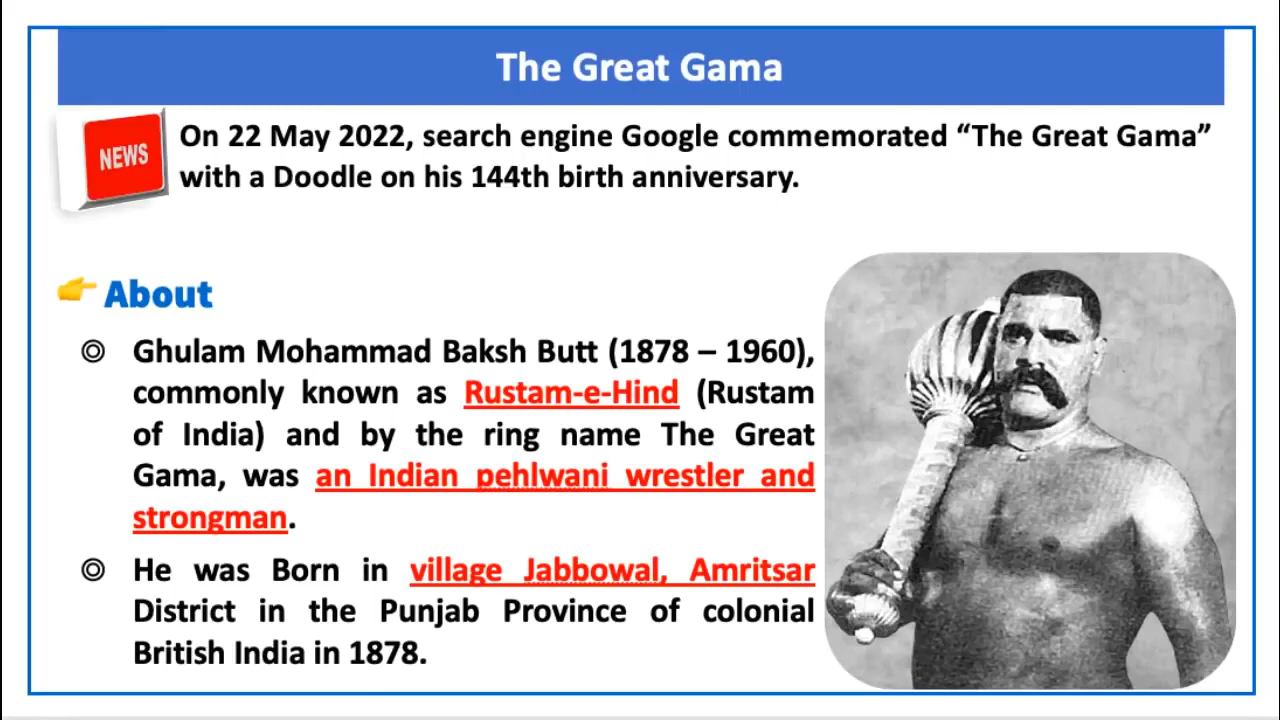 The Great Gama
NEWS
On 22 May 2022, search engine Google commemorated “The Great Gama”
with a Doodle on his 144th birth anniversary.
About
Ghulam Mohammad Baksh Butt (1878 – 1960),
commonly known as Rustam-e-Hind (Rustam
of India) and by the ring name The Great
Gama, was an Indian pehlwani wrestler and
strongman.
He was Born in village Jabbowal, Amritsar
District in the Punjab Province of colonial
British India in 1878.